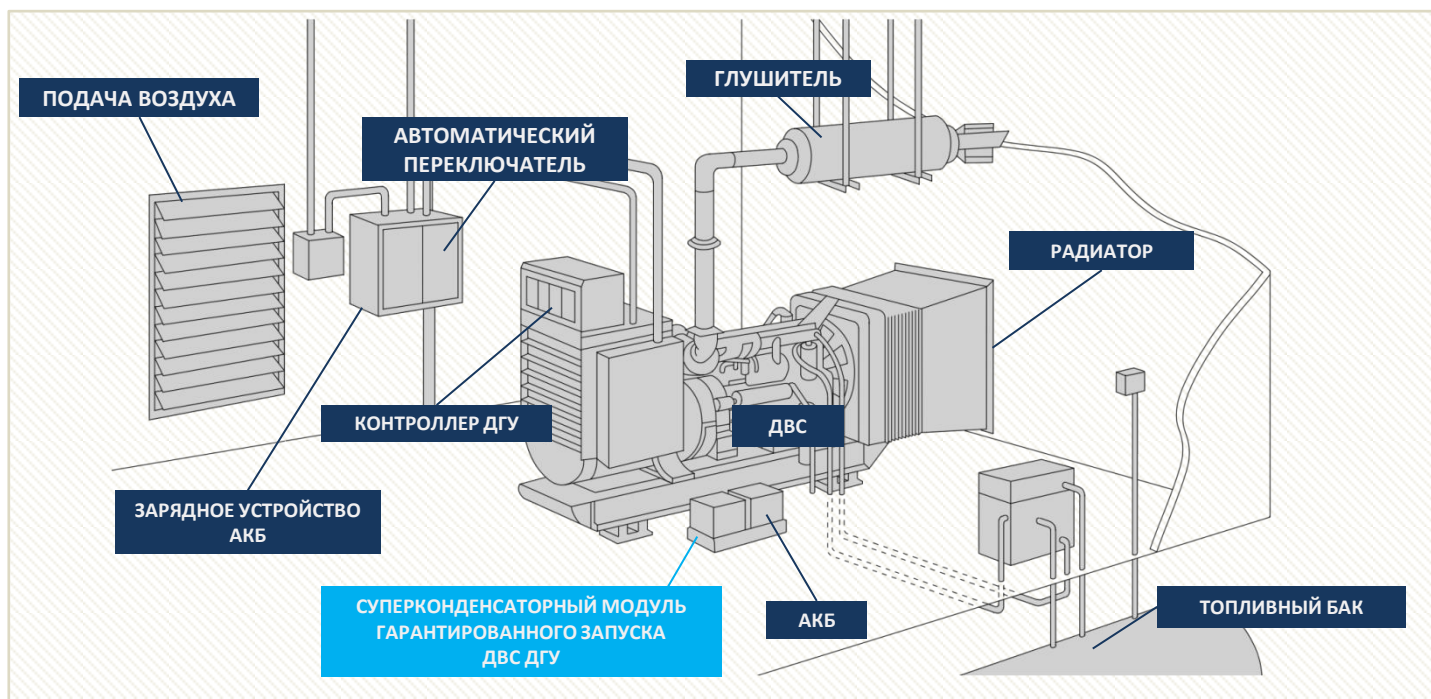 ГЛУШИТЕЛЬ
ПОДАЧА ВОЗДУХА
АВТОМАТИЧЕСКИЙ
ПЕРЕКЛЮЧАТЕЛЬ
РАДИАТОР
КОНТРОЛЛЕР ДГУ
ДВС
ЗАРЯДНОЕ УСТРОЙСТВО
АКБ
СУПЕРКОНДЕНСАТОРНЫЙ МОДУЛЬ
ГАРАНТИРОВАННОГО ЗАПУСКА
ДВС ДГУ
АКБ
ТОПЛИВНЫЙ БАК